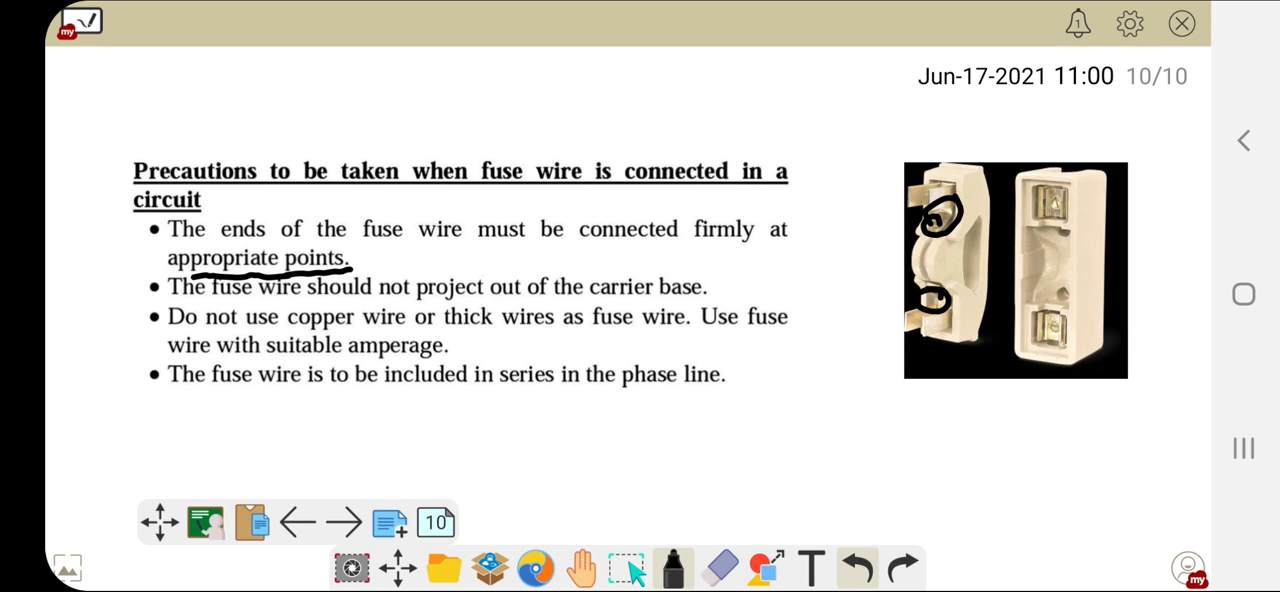 my
1
Jun-17-2021 11:00 10/10
Precautions to be taken when fuse wire is connected in a
circuit
• The ends of the fuse wire must be connected firmly at
appropriate points.
• The fuse wire should not project out of the carrier base.
• Do not use copper wire or thick wires as fuse wire. Use fuse
wire with suitable amperage.
• The fuse wire is to be included in series in the phase line.
10
T
my